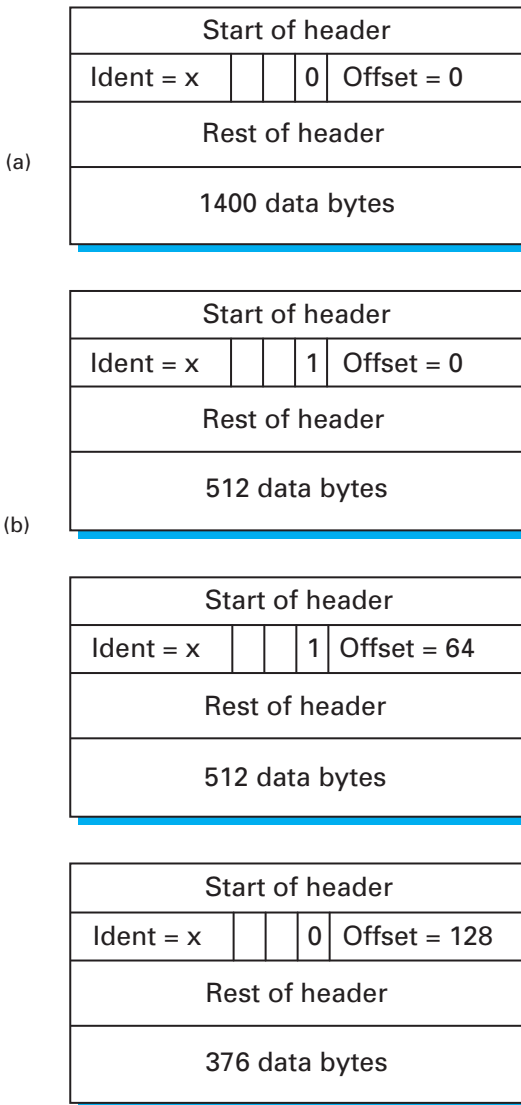 Start of header
Ident = x 0 Offset = 0
Rest of header
(a)
1400 data bytes
Start of header
Ident = x 1 Offset = 0
Rest of header
512 data bytes
(b)
Start of header
Ident = x 1 Offset = 64
Rest of header
512 data bytes
Start of header
Ident = x 0 Offset = 128
Rest of header
376 data bytes